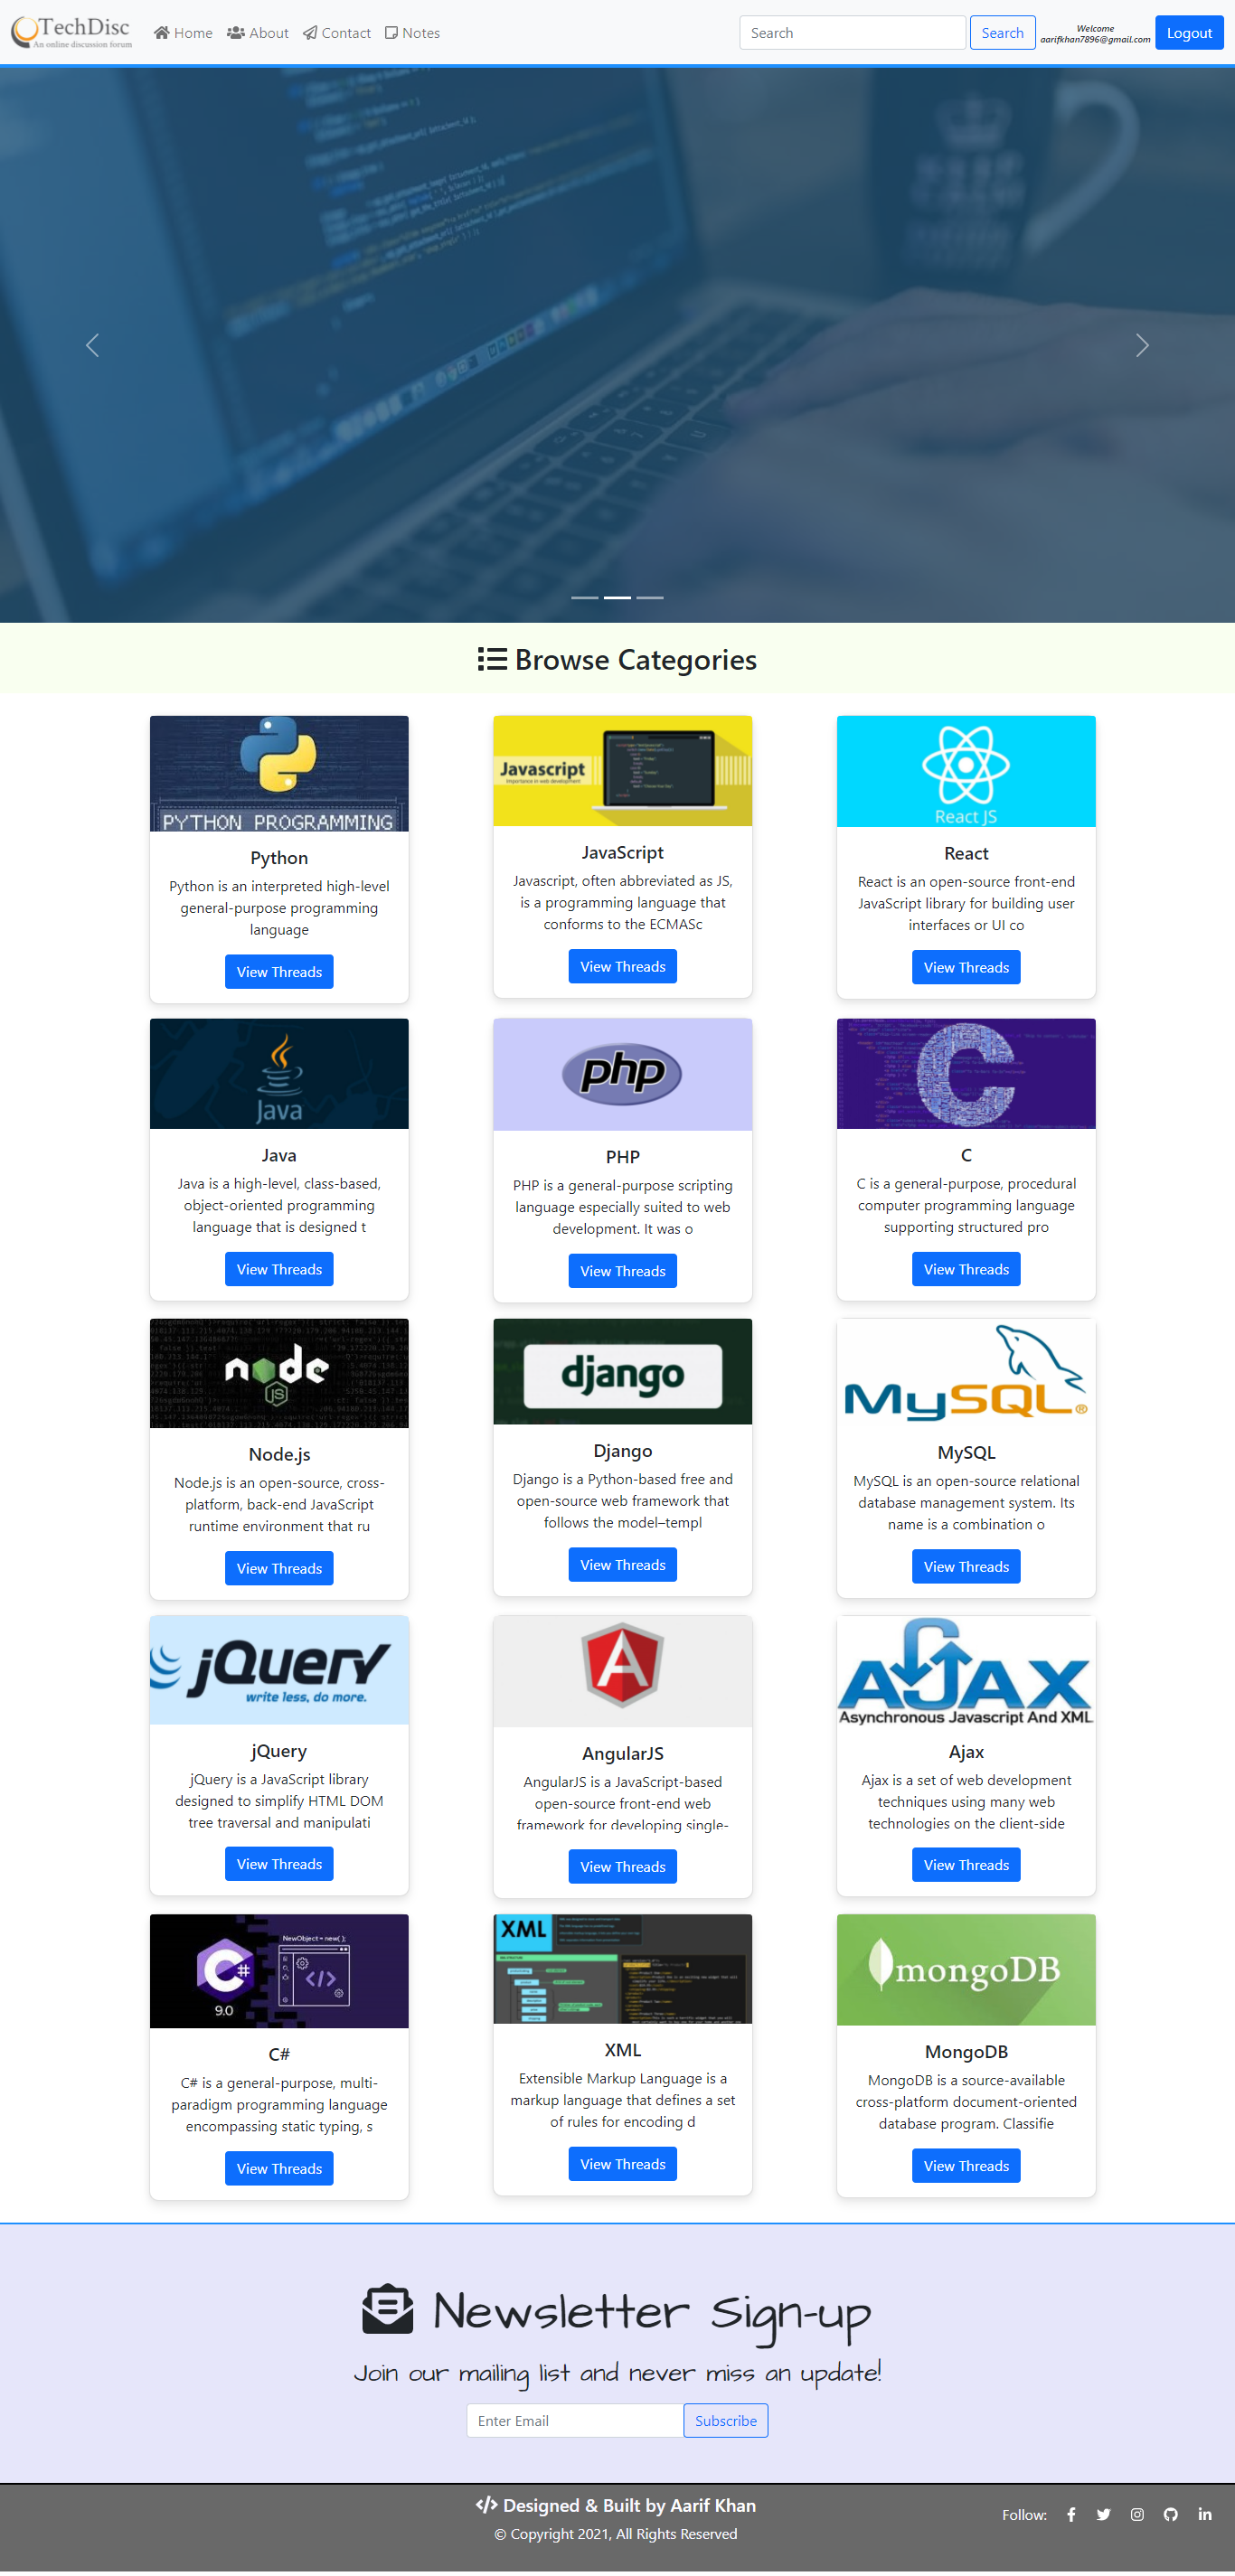 TechDisc
An online discussion forum
Home
About
Contact
Notes
Search
Search
Welcome
aarifkhan7896@gmail.com
Logout
Browse Categories
PYTHON PROGRAMMING
Python
Python is an interpreted high-level
general-purpose programming
language
View Threads
Javascript
Importance in web development
JavaScript
Javascript, often abbreviated as JS,
is a programming language that
conforms to the ECMASc
View Threads
React JS
React
React is an open-source front-end
JavaScript library for building user
interfaces or UI co
View Threads
Java
Java
Java is a high-level, class-based,
object-oriented programming
language that is designed t
View Threads
php
PHP
PHP is a general-purpose scripting
language especially suited to web
development. It was o
View Threads
C
C
C is a general-purpose, procedural
computer programming language
supporting structured pro
View Threads
node
JS
Node.js
Node.js is an open-source, cross-
platform, back-end JavaScript
runtime environment that ru
View Threads
django
Django
Django is a Python-based free and
open-source web framework that
follows the model–templ
View Threads
MySQL®
MySQL
MySQL is an open-source relational
database management system. Its
name is a combination o
View Threads
jQuery
write less, do more.
jQuery
jQuery is a JavaScript library
designed to simplify HTML DOM
tree traversal and manipulati
View Threads
A
AngularJS
AngularJS is a JavaScript-based
open-source front-end web
framework for developing single-
View Threads
AJAX
Asynchronous Javascript And XML
Ajax
Ajax is a set of web development
techniques using many web
technologies on the client-side
View Threads
NewObject = new( );
C#
</>
9.0
C#
C# is a general-purpose, multi-
paradigm programming language
encompassing static typing, s
View Threads
XML
XML
Extensible Markup Language is a
markup language that defines a set
of rules for encoding d
View Threads
mongoDB
MongoDB
MongoDB is a source-available
cross-platform document-oriented
database program. Classifie
View Threads
Newsletter Sign-up
Join our mailing list and never miss an update!
Enter Email
Subscribe
</> Designed & Built by Aarif Khan
© Copyright 2021, All Rights Reserved
Follow: